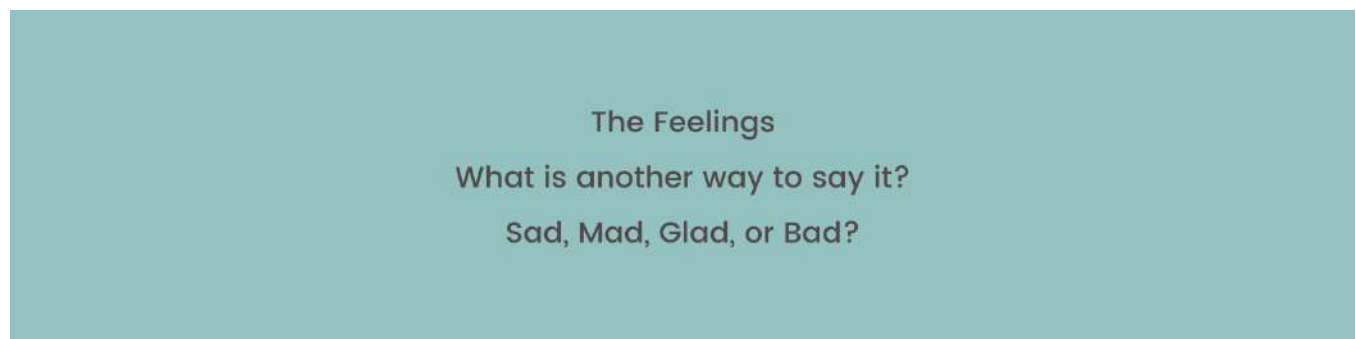 The Feelings
What is another way to say it?
Sad, Mad, Glad, or Bad?